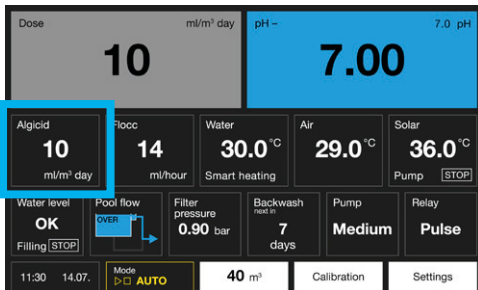 Dose ml/m³ day
10
pH – 7.0 pH
7.00
Algicid
10
ml/m³ day
Flocc
14
ml/hour
Water
30.0°C
Smart heating
Air
29.0°C
Solar
36.0°C
Pump STOP
Water level
OK
Filling STOP
Pool flow
OVER
Filter
pressure
0.90 bar
Backwash
next in
7
days
Pump
Medium
Relay
Pulse
11:30 14.07.
Mode
AUTO
40 m³
Calibration
Settings